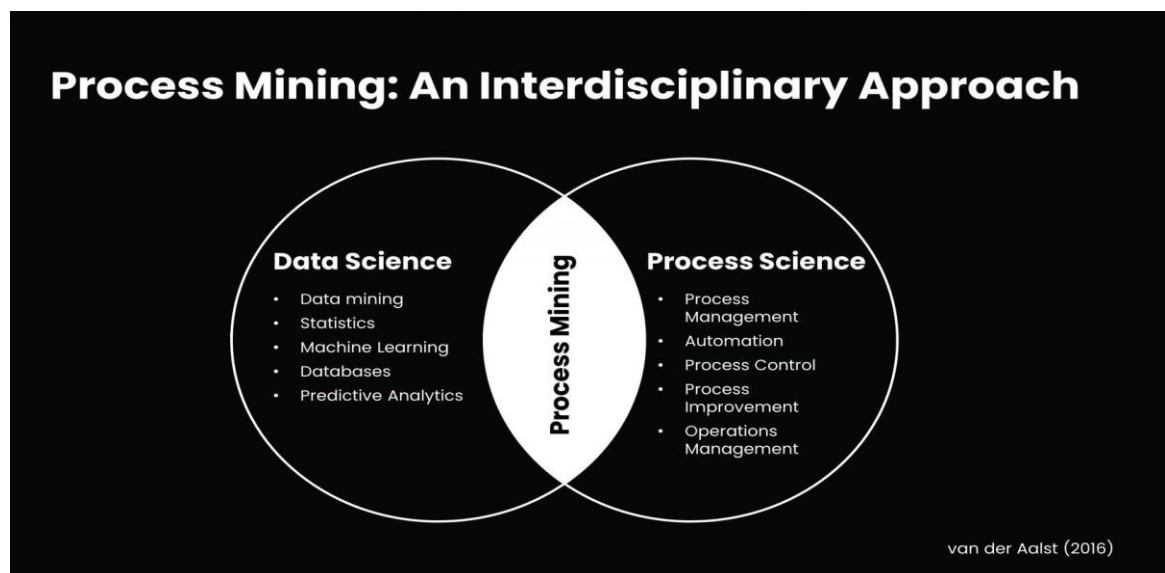 Process Mining: An Interdisciplinary Approach
Data Science
• Data mining
• Statistics
• Machine Learning
• Databases
• Predictive Analytics
Process Mining
Process Science
• Process
Management
• Automation
• Process Control
• Process
Improvement
• Operations
Management
van der Aalst (2016)